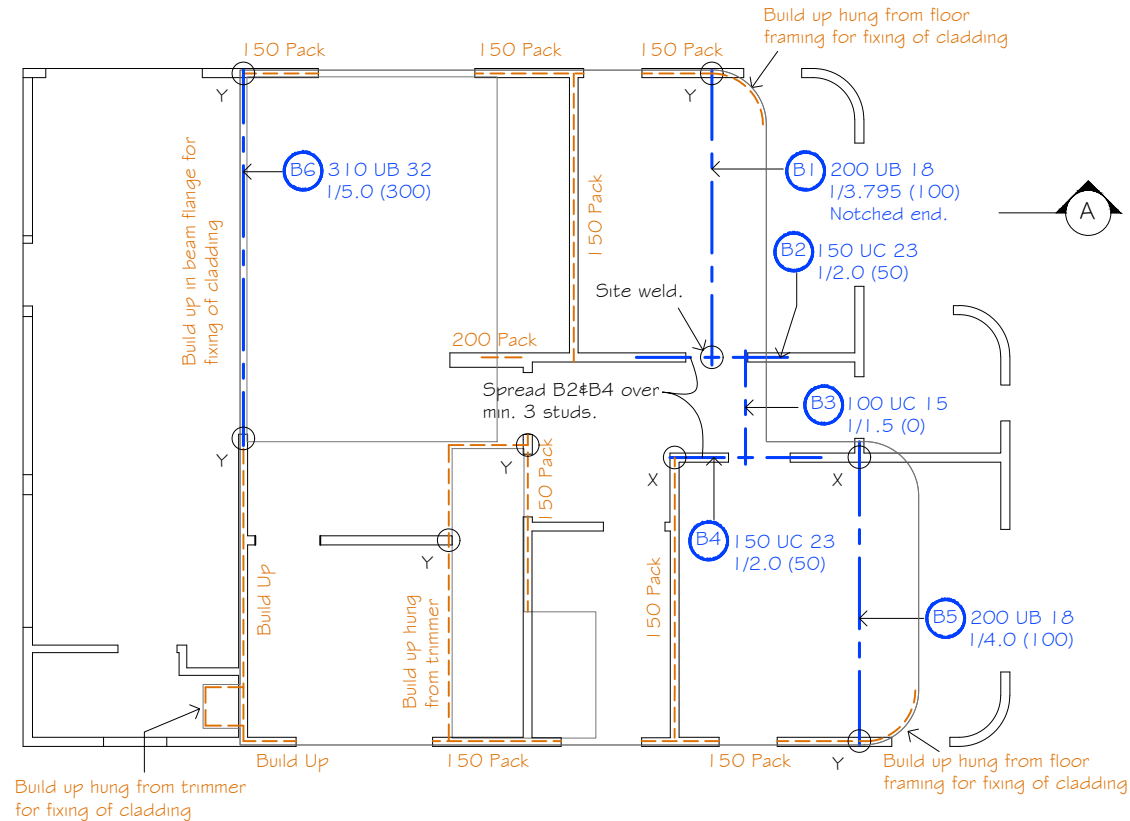 Build up hung from floor
framing for fixing of cladding
150 Pack
150 Pack
150 Pack
Y
Y
Build up in beam flange for
fixing of cladding
B6
310 UB 32
1/5.0 (300)
150 Pack
B1
200 UB 18
1/3.795 (100)
Notched end.
A
B2
150 UC 23
1/2.0 (50)
Site weld.
200 Pack
Spread B2&B4 over
min. 3 studs.
B3
100 UC 15
1/1.5 (0)
Y
Y
150 Pack
X
X
B4
150 UC 23
1/2.0 (50)
Y
Build Up
Build up hung
from trimmer
150 Pack
B5
200 UB 18
1/4.0 (100)
Build Up
150 Pack
150 Pack
Y
Build up hung from floor
framing for fixing of cladding
Build up hung from trimmer
for fixing of cladding